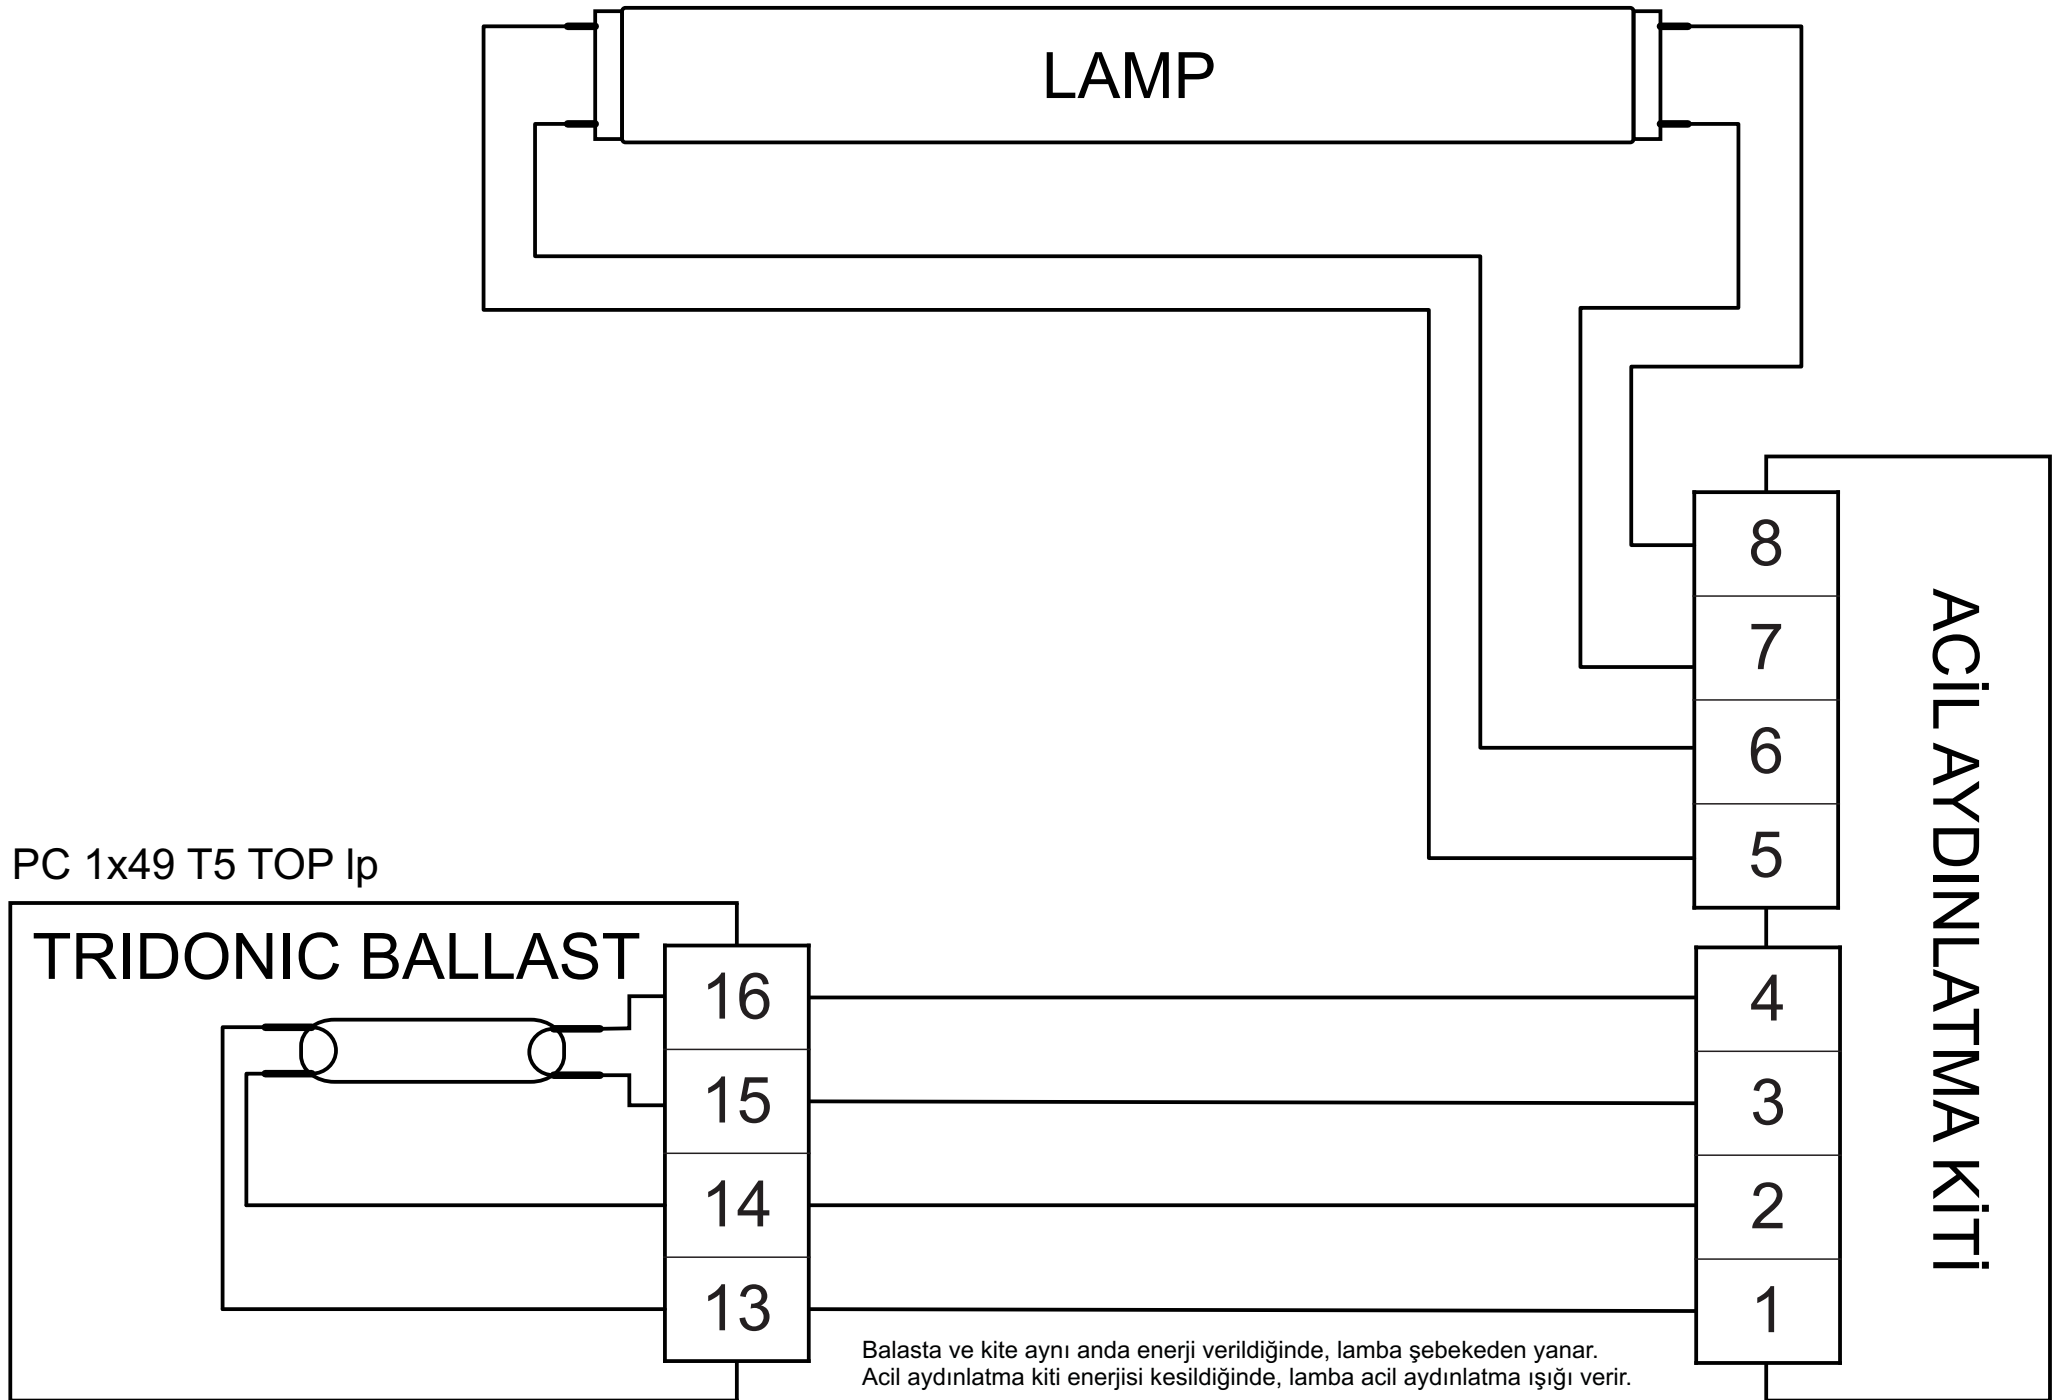 LAMP
8
7
6
5
ACİL AYDINLATMA KİTİ
PC 1x49 T5 TOP lp
TRIDONIC BALLAST
16
15
14
13
4
3
2
1
Balasta ve kite aynı anda enerji verildiğinde, lamba şebekeden yanar.
Acil aydınlatma kiti enerjisi kesildiğinde, lamba acil aydınlatma ışığı verir.